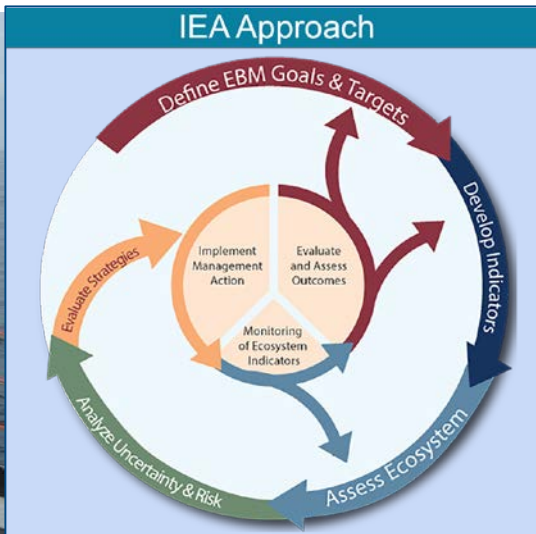 IEA Approach
Define EBM Goals & Targets
Develop Indicators
Assess Ecosystem
Analyze Uncertainty & Risk
Evaluate Strategies
Implement
Management
Action
Evaluate
and Assess
Outcomes
Monitoring
of Ecosystem
Indicators